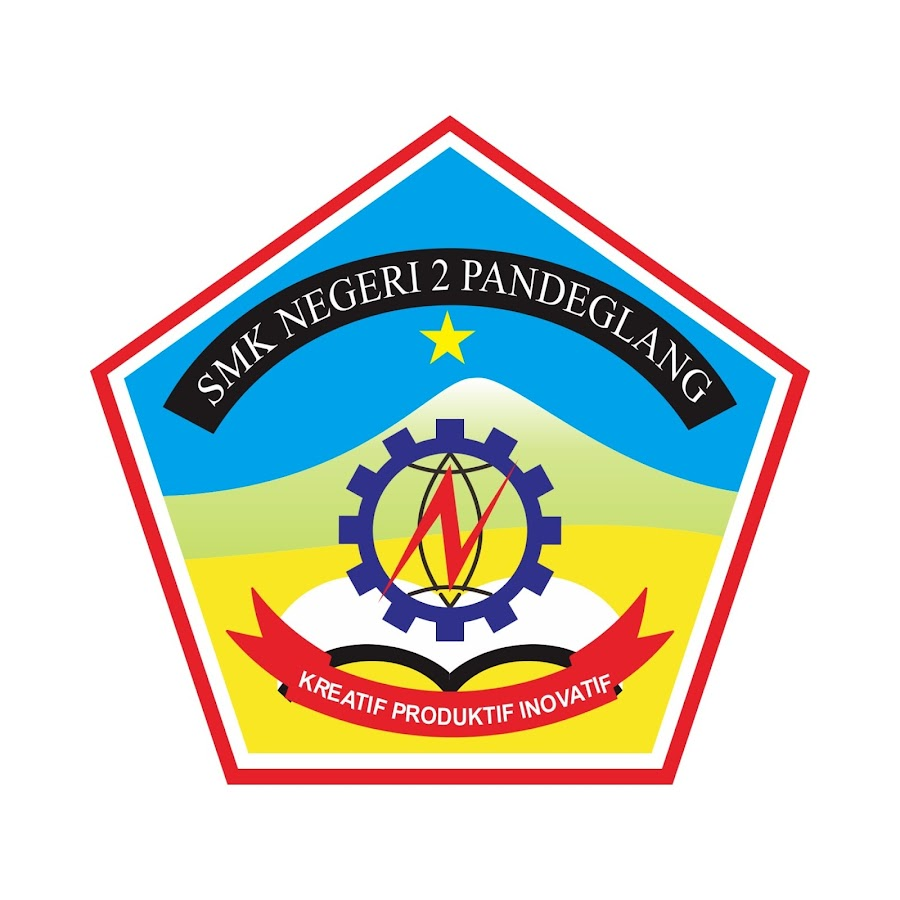 SMK NEGERI 2 PANDEGLANG
KREATIF PRODUKTIF INOVATIF